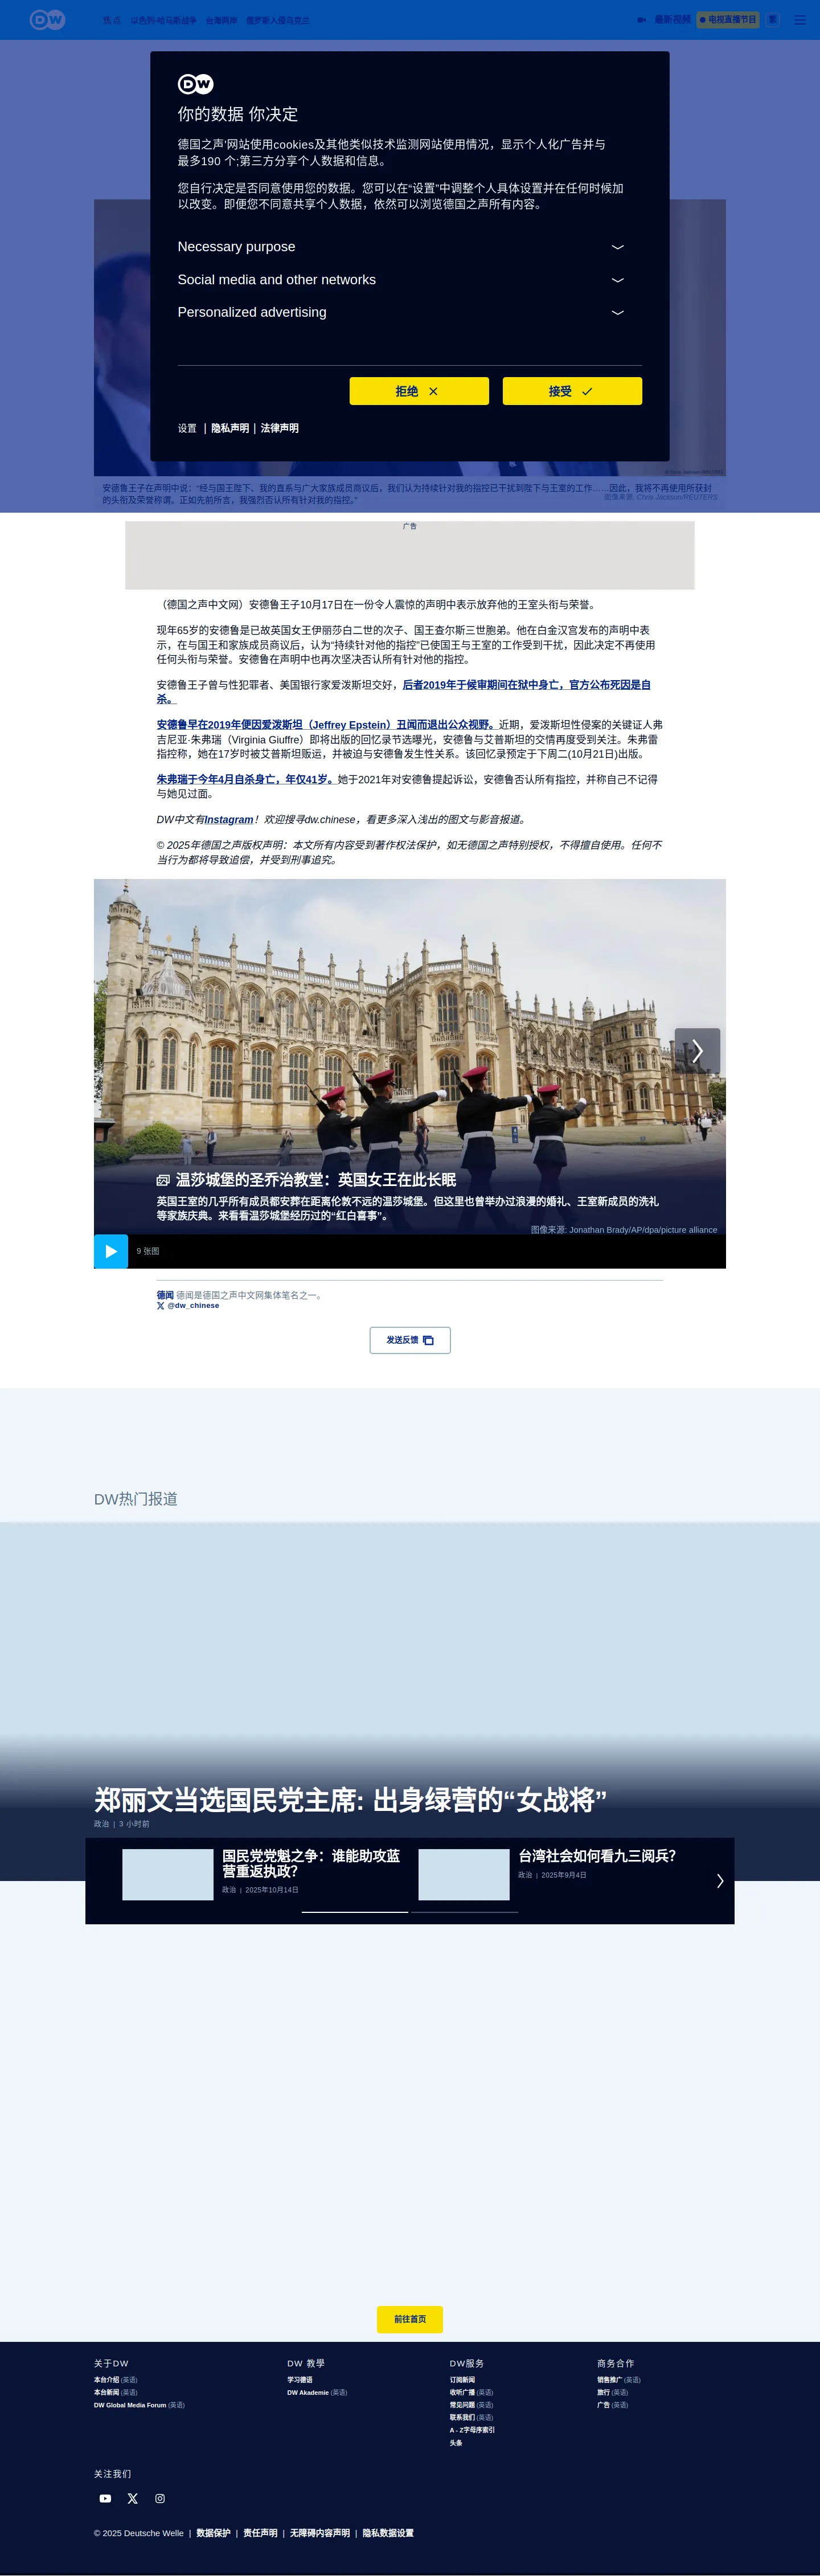 DW
焦点 以色列-哈马斯战争 台海两岸 俄罗斯入侵乌克兰 最新视频 电视直播节目 繁
DW
你的数据 你决定
德国之声'网站使用cookies及其他类似技术监测网站使用情况，显示个人化广告并与
最多190 个;第三方分享个人数据和信息。
您自行决定是否同意使用您的数据。您可以在“设置”中调整个人具体设置并在任何时候加
以改变。即便您不同意共享个人数据，依然可以浏览德国之声所有内容。
Necessary purpose
Social media and other networks
Personalized advertising
拒绝
接受
设置 | 隐私声明 | 法律声明
安德鲁王子在声明中说：“经与国王陛下、我的直系与广大家族成员商议后，我们认为持续针对我的指控已干扰到陛下与王室的工作……因此，我将不再使用所获封
的头衔及荣誉称谓。正如先前所言，我强烈否认所有针对我的指控。”
图像来源: Chris Jackson/REUTERS
广告
（德国之声中文网）安德鲁王子10月17日在一份令人震惊的声明中表示放弃他的王室头衔与荣誉。
现年65岁的安德鲁是已故英国女王伊丽莎白二世的次子、国王查尔斯三世胞弟。他在白金汉宫发布的声明中表
示，在与国王和家族成员商议后，认为“持续针对他的指控”已使国王与王室的工作受到干扰，因此决定不再使用
任何头衔与荣誉。安德鲁在声明中也再次坚决否认所有针对他的指控。
安德鲁王子曾与性犯罪者、美国银行家爱泼斯坦交好，后者2019年于候审期间在狱中身亡，官方公布死因是自
杀。
安德鲁早在2019年便因爱泼斯坦（Jeffrey Epstein）丑闻而退出公众视野。近期，爱泼斯坦性侵案的关键证人弗
吉尼亚·朱弗瑞（Virginia Giuffre）即将出版的回忆录节选曝光，安德鲁与艾普斯坦的交情再度受到关注。朱弗雷
指控称，她在17岁时被艾普斯坦贩运，并被迫与安德鲁发生性关系。该回忆录预定于下周二(10月21日)出版。
朱弗瑞于今年4月自杀身亡，年仅41岁。她于2021年对安德鲁提起诉讼，安德鲁否认所有指控，并称自己不记得
与她见过面。
DW中文有Instagram！欢迎搜寻dw.chinese，看更多深入浅出的图文与影音报道。
© 2025年德国之声版权声明：本文所有内容受到著作权法保护，如无德国之声特别授权，不得擅自使用。任何不
当行为都将导致追偿，并受到刑事追究。
温莎城堡的圣乔治教堂：英国女王在此长眠
英国王室的几乎所有成员都安葬在距离伦敦不远的温莎城堡。但这里也曾举办过浪漫的婚礼、王室新成员的洗礼
等家族庆典。来看看温莎城堡经历过的“红白喜事”。
图像来源: Jonathan Brady/AP/dpa/picture alliance
9 张图
德闻 德闻是德国之声中文网集体笔名之一。
@dw_chinese
发送反馈
DW热门报道
郑丽文当选国民党主席: 出身绿营的“女战将”
政治 | 3 小时前
国民党党魁之争：谁能助攻蓝
营重返执政？
政治 | 2025年10月14日
台湾社会如何看九三阅兵？
政治 | 2025年9月4日
前往首页
关于DW
本台介绍 (英语)
本台新闻 (英语)
DW Global Media Forum (英语)
DW 教學
学习德语
DW Akademie (英语)
DW服务
订阅新闻
收听广播 (英语)
常见问题 (英语)
联系我们 (英语)
A - Z字母序索引
头条
商务合作
销售推广 (英语)
旅行 (英语)
广告 (英语)
关注我们
© 2025 Deutsche Welle | 数据保护 | 责任声明 | 无障碍内容声明 | 隐私数据设置